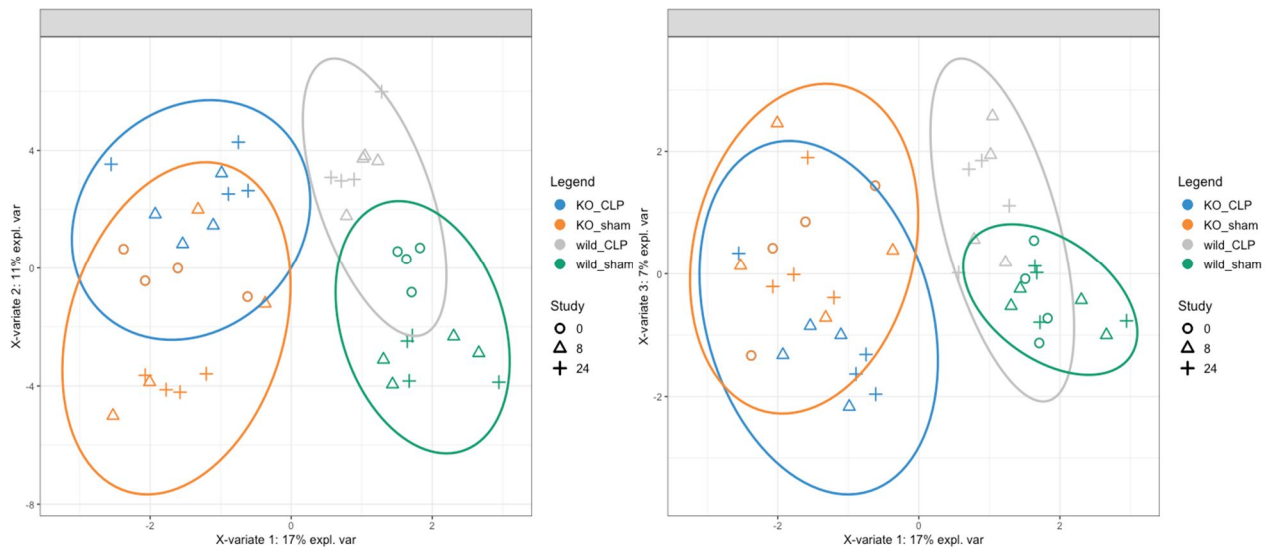 X-variate 2: 11% expl. var
4
0
-4
-8
-2
0
2
X-variate 1: 17% expl. var
Legend
KO_CLP
KO_sham
wild_CLP
wild_sham
Study
0
8
24
X-variate 3: 7% expl. var
2
0
-2
-2
0
2
X-variate 1: 17% expl. var
Legend
KO_CLP
KO_sham
wild_CLP
wild_sham
Study
0
8
24